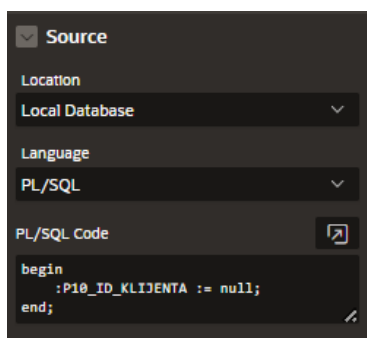 Source
Location
Local Database
Language
PL/SQL
PL/SQL Code
begin
    :P10_ID_KLIJENTA := null;
end;